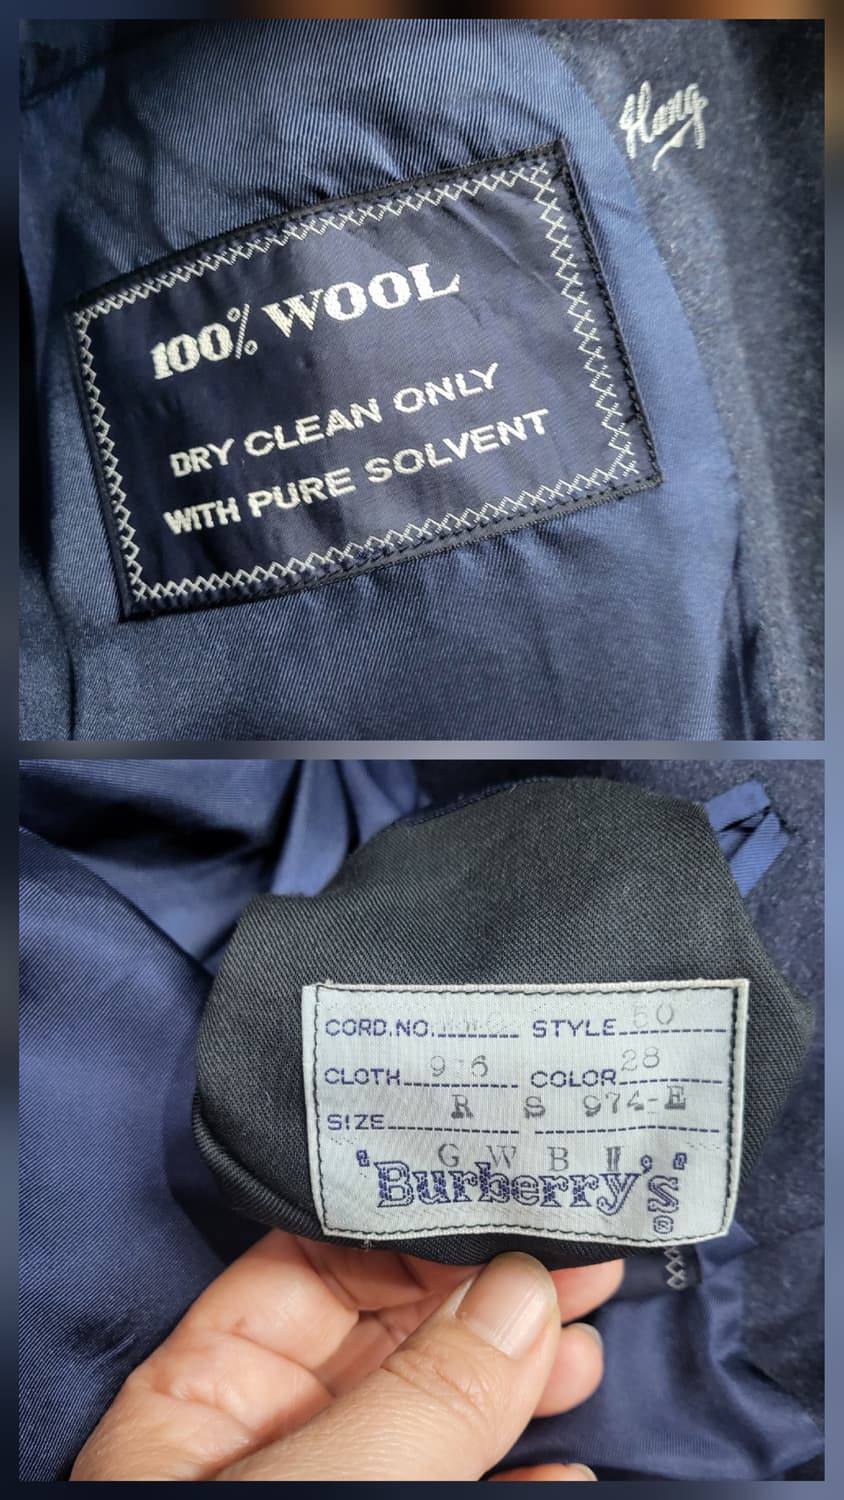 Hang
100% WOOL
DRY CLEAN ONLY
WITH PURE SOLVENT
CORD.NO. STYLE 50
CLOTH COLOR 28
SIZE R S 974-E
G W B
'Burberry's'®